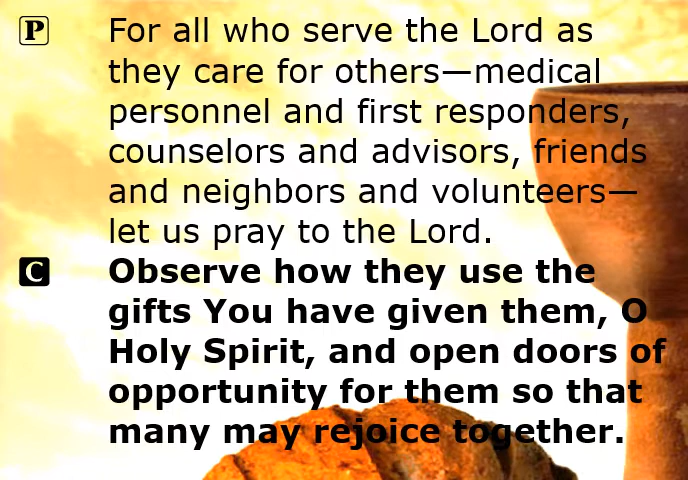 P For all who serve the Lord as
they care for others—medical
personnel and first responders,
counselors and advisors, friends
and neighbors and volunteers—
let us pray to the Lord.
C Observe how they use the
gifts You have given them, O
Holy Spirit, and open doors of
opportunity for them so that
many may rejoice together.